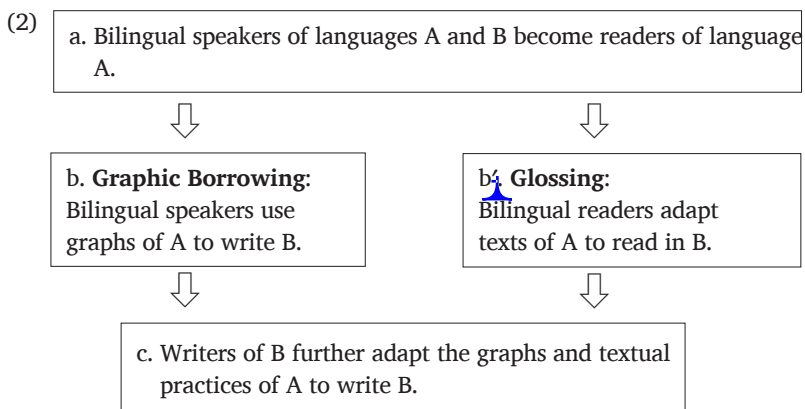 (2)
a. Bilingual speakers of languages A and B become readers of language
A.
b. Graphic Borrowing:
Bilingual speakers use
graphs of A to write B.
b′. Glossing:
Bilingual readers adapt
texts of A to read in B.
c. Writers of B further adapt the graphs and textual
practices of A to write B.